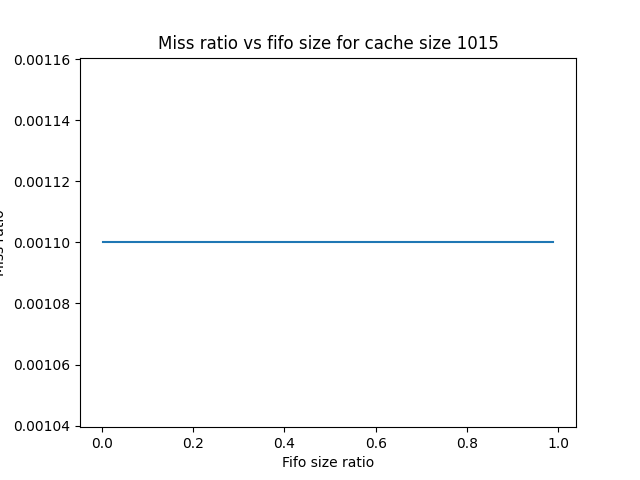 Miss ratio vs fifo size for cache size 1015
0.00116
0.00114
0.00112
0.00110
0.00108
0.00106
0.00104
Miss ratio
0.0 0.2 0.4 0.6 0.8 1.0
Fifo size ratio